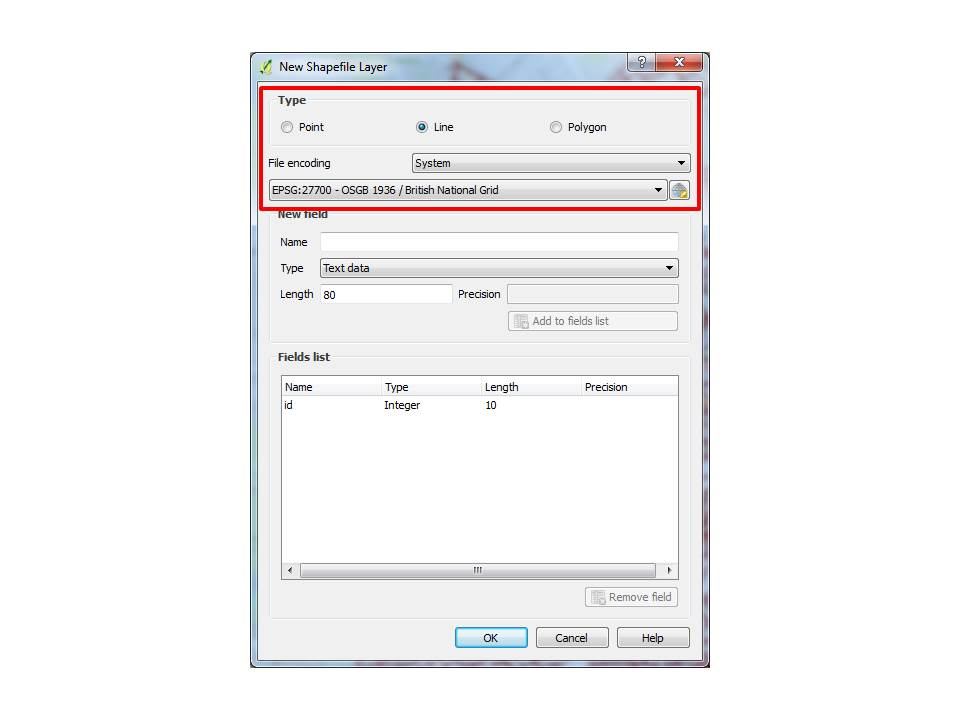 New Shapefile Layer
?
Type
Point Line Polygon
File encoding System
EPSG:27700 - OSGB 1936 / British National Grid
New field
Name
Type Text data
Length 80 Precision
Add to fields list
Fields list
Name Type Length Precision
id Integer 10
Remove field
OK Cancel Help